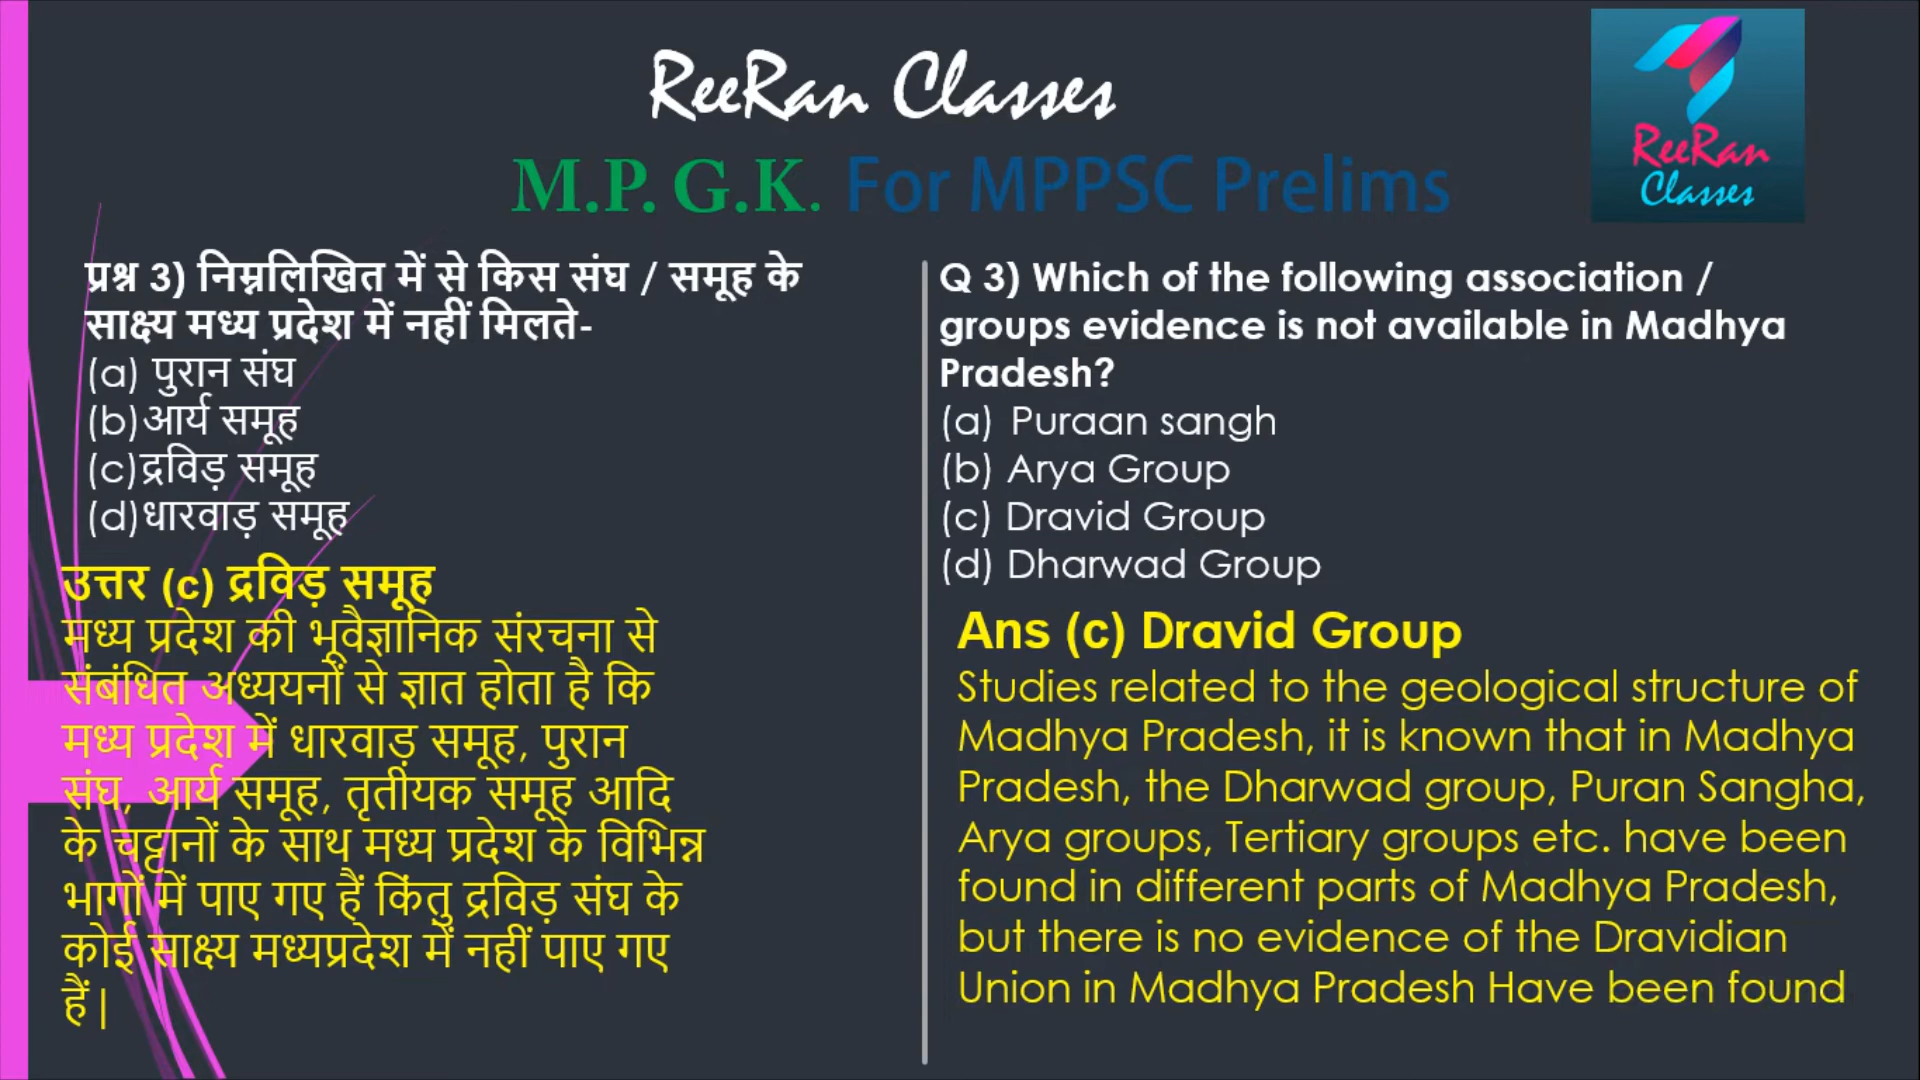 ReeRan Classes
M.P. G.K. For MPPSC Prelims
ReeRan
Classes
प्रश्न 3) निम्नलिखित में से किस संघ / समूह के
साक्ष्य मध्य प्रदेश में नहीं मिलते-
(a) पुरान संघ
(b)आर्य समूह
(c)द्रविड़ समूह
(d)धारवाड़ समूह
उत्तर (c) द्रविड़ समूह
मध्य प्रदेश की भूवैज्ञानिक संरचना से
संबंधित अध्ययनों से ज्ञात होता है कि
मध्य प्रदेश में धारवाड़ समूह, पुरान
संघ, आर्य समूह, तृतीयक समूह आदि
के चट्टानों के साथ मध्य प्रदेश के विभिन्न
भागों में पाए गए हैं किंतु द्रविड़ संघ के
कोई साक्ष्य मध्यप्रदेश में नहीं पाए गए
हैं|
Q 3) Which of the following association /
groups evidence is not available in Madhya
Pradesh?
(a) Puraan sangh
(b) Arya Group
(c) Dravid Group
(d) Dharwad Group
Ans (c) Dravid Group
Studies related to the geological structure of
Madhya Pradesh, it is known that in Madhya
Pradesh, the Dharwad group, Puran Sangha,
Arya groups, Tertiary groups etc. have been
found in different parts of Madhya Pradesh,
but there is no evidence of the Dravidian
Union in Madhya Pradesh Have been found